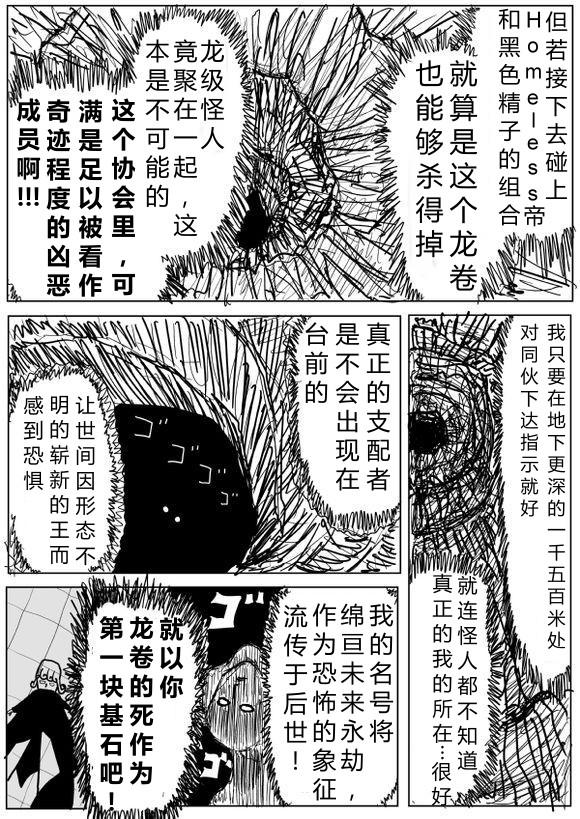 但若接下去碰上
Homeless帝
和黑色精子的组合
就算是这个龙卷
也能够杀得掉
龙级怪人
竟聚在一起，这
本是不可能的
这个协会里，可
满是足以被看作
奇迹程度的凶恶
成员啊!!!
我只要在地下更深的一千五百米处
对同伙下达指示就好
就连怪人都不知道
真正的我的所在…很好
真正的支配者
是不会出现在
台前的
让世间因形态不
明的崭新的王而
感到恐惧
ゴゴゴゴ
我的名号将
绵亘未来永劫，
作为恐怖的象征
流传于后世！
ゴゴ
就以你
龙卷的死作为
第一块基石吧！